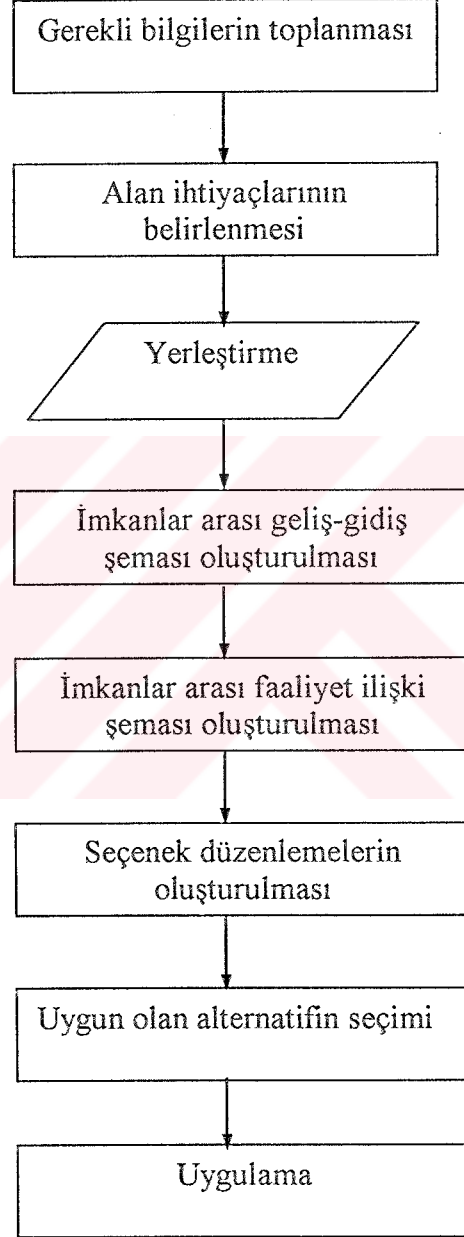 Gerekli bilgilerin toplanması
Alan ihtiyaçlarının
belirlenmesi
Yerleştirme
İmkanlar arası geliş-gidiş
şeması oluşturulması
İmkanlar arası faaliyet ilişki
şeması oluşturulması
Seçenek düzenlemelerin
oluşturulması
Uygun olan alternatifin seçimi
Uygulama